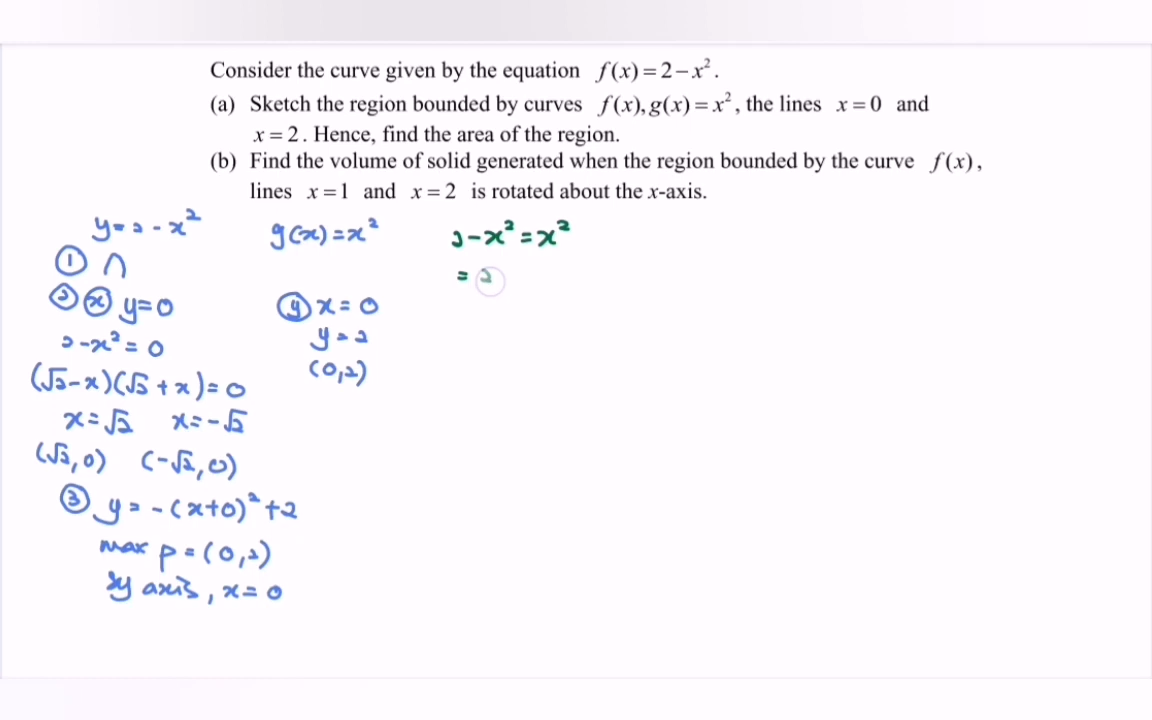 Consider the curve given by the equation f(x)=2−x².
(a) Sketch the region bounded by curves f(x), g(x)=x², the lines x=0 and
x=2. Hence, find the area of the region.
(b) Find the volume of solid generated when the region bounded by the curve f(x),
lines x=1 and x=2 is rotated about the x-axis.
y=2-x²
① ∩
② ⓧ y=0
2-x²=0
(√2-x)(√2+x)=0
x=√2 x=-√2
(√2,0) (-√2,0)
③ y=-(x+0)²+2
max p=(0,2)
sy axis, x=0
g(x)=x²
ⓨ x=0
y=2
(0,2)
2-x²=x²
=2